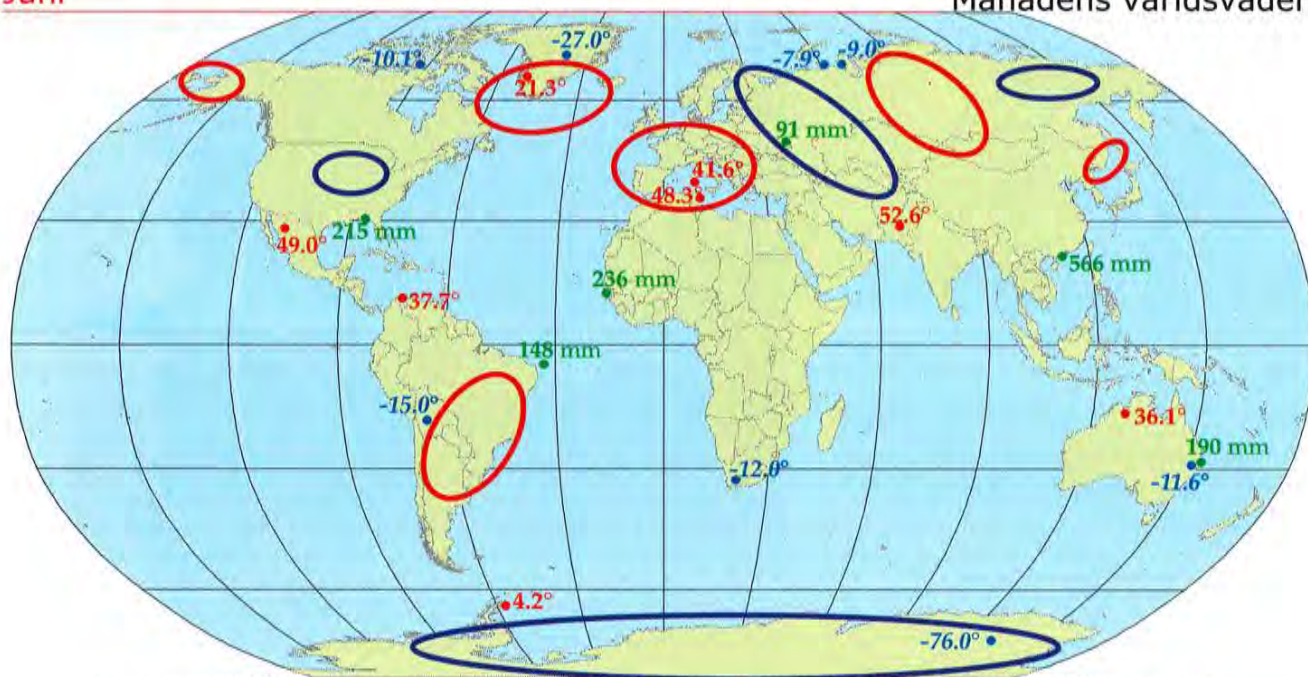 Juni
Månadens världsväder
-27.0°
-10.1°
-7.9°
-9.0°
21.3°
91 mm
41.6°
48.3°
52.6°
215 mm
49.0°
566 mm
236 mm
37.7°
148 mm
-15.0°
36.1°
190 mm
-12.0°
-11.6°
4.2°
-76.0°